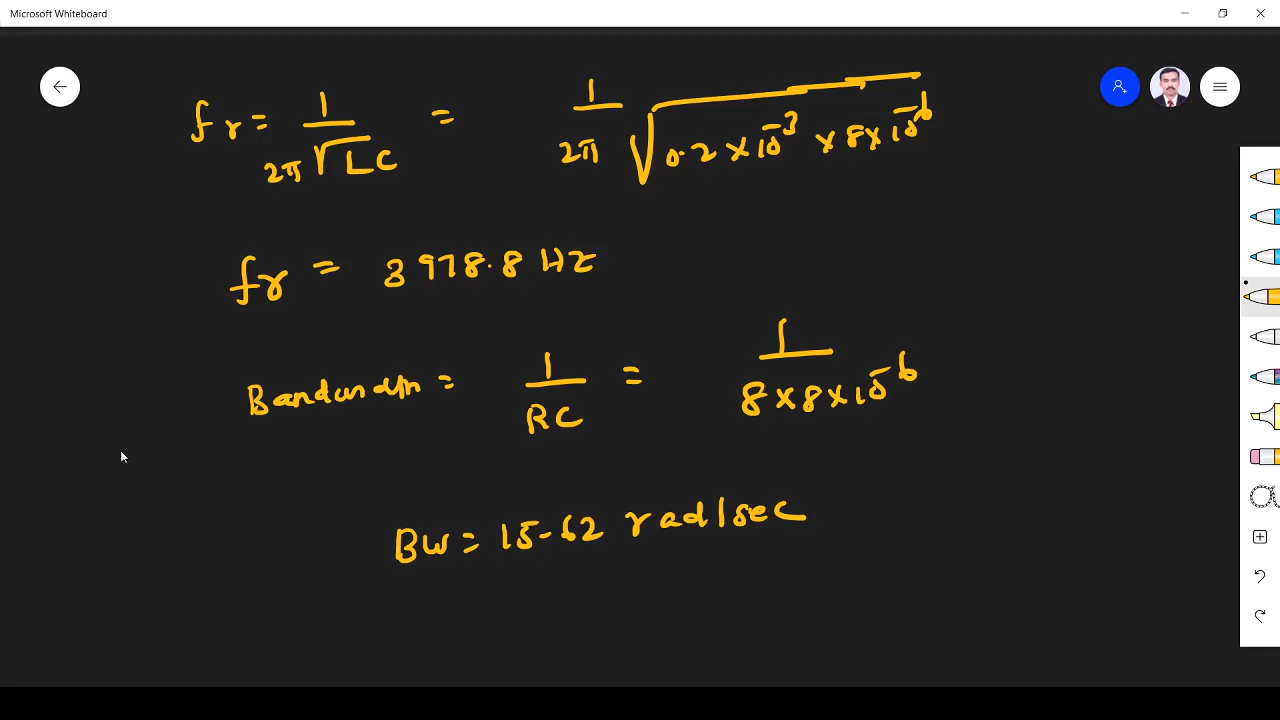 Microsoft Whiteboard
fr = 1/(2π√LC) = 1/(2π√(0.2 × 10⁻³ × 8 × 10⁻⁶))
fr = 3978.8 Hz
Bandwidth = 1/RC = 1/(8 × 8 × 10⁻⁶)
BW = 15.62 rad/sec